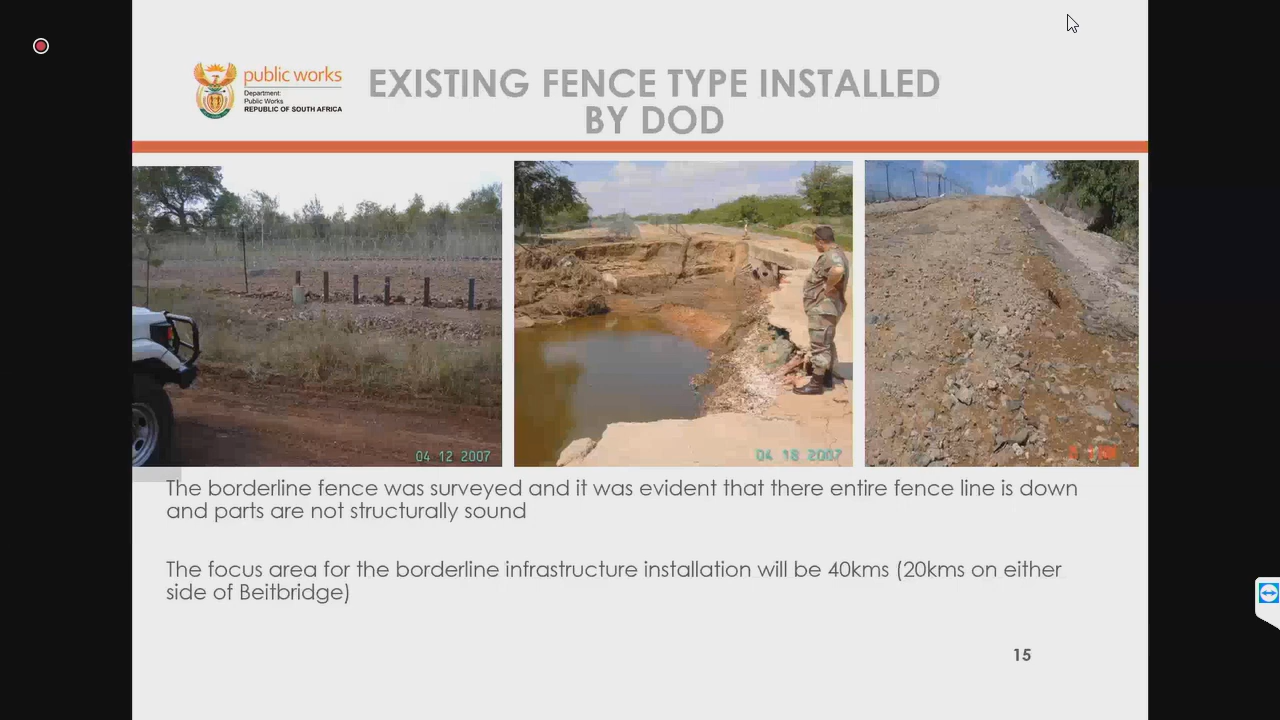 public works
Department:
Public Works
REPUBLIC OF SOUTH AFRICA
EXISTING FENCE TYPE INSTALLED
BY DOD
04 12 2007
04 18 2007
The borderline fence was surveyed and it was evident that there entire fence line is down
and parts are not structurally sound
The focus area for the borderline infrastructure installation will be 40kms (20kms on either
side of Beitbridge)
15